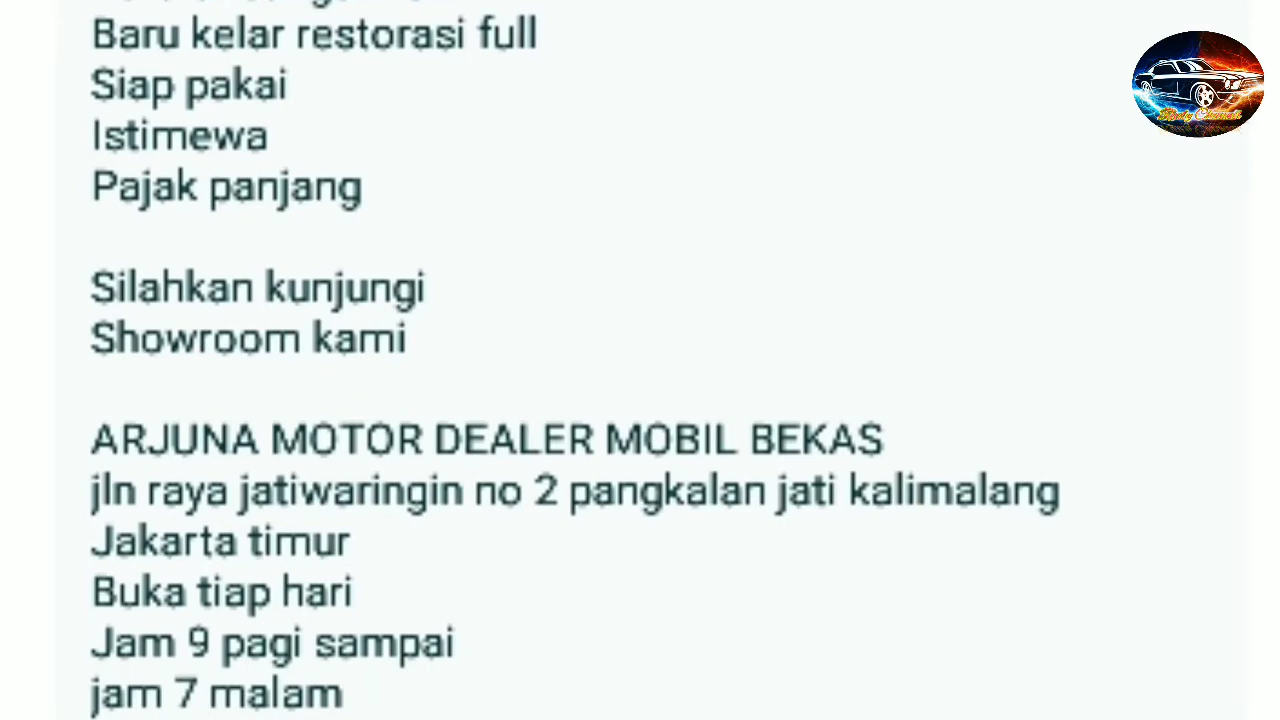 Baru kelar restorasi full
Siap pakai
Istimewa
Pajak panjang
Silahkan kunjungi
Showroom kami
ARJUNA MOTOR DEALER MOBIL BEKAS
jln raya jatiwaringin no 2 pangkalan jati kalimalang
Jakarta timur
Buka tiap hari
Jam 9 pagi sampai
jam 7 malam